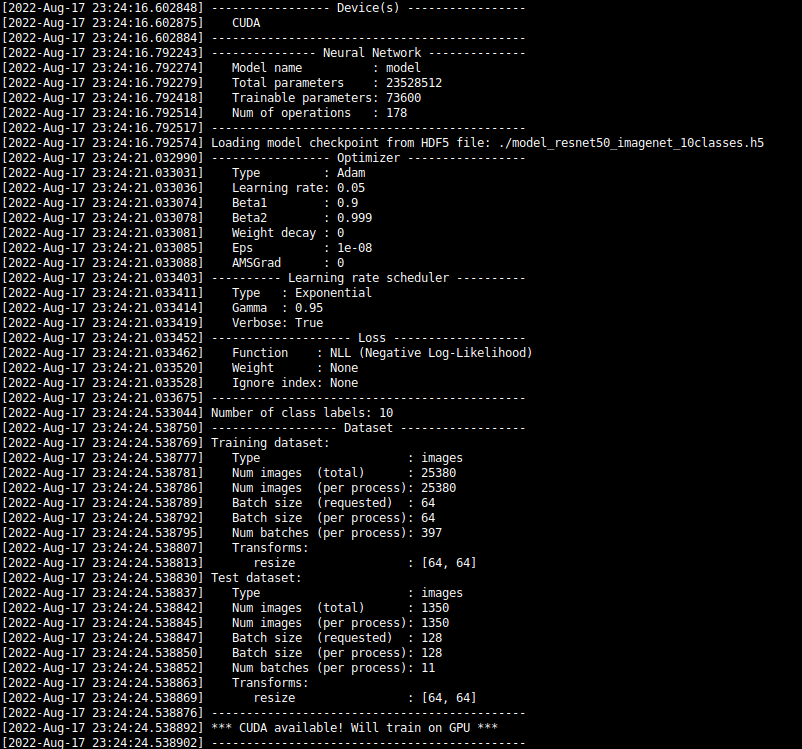 [2022-Aug-17 23:24:16.602848] ----------------- Device(s) -----------------
[2022-Aug-17 23:24:16.602875]    CUDA
[2022-Aug-17 23:24:16.602884] ---------------------------------------------
[2022-Aug-17 23:24:16.792243] --------------- Neural Network --------------
[2022-Aug-17 23:24:16.792274]    Model name          : model
[2022-Aug-17 23:24:16.792279]    Total parameters    : 23528512
[2022-Aug-17 23:24:16.792418]    Trainable parameters: 73600
[2022-Aug-17 23:24:16.792514]    Num of operations   : 178
[2022-Aug-17 23:24:16.792517] ---------------------------------------------
[2022-Aug-17 23:24:16.792574] Loading model checkpoint from HDF5 file: ./model_resnet50_imagenet_10classes.h5
[2022-Aug-17 23:24:21.032990] ----------------- Optimizer -----------------
[2022-Aug-17 23:24:21.033031]    Type         : Adam
[2022-Aug-17 23:24:21.033036]    Learning rate: 0.05
[2022-Aug-17 23:24:21.033074]    Beta1        : 0.9
[2022-Aug-17 23:24:21.033078]    Beta2        : 0.999
[2022-Aug-17 23:24:21.033081]    Weight decay : 0
[2022-Aug-17 23:24:21.033085]    Eps          : 1e-08
[2022-Aug-17 23:24:21.033088]    AMSGrad      : 0
[2022-Aug-17 23:24:21.033403] ---------- Learning rate scheduler ----------
[2022-Aug-17 23:24:21.033411]    Type   : Exponential
[2022-Aug-17 23:24:21.033414]    Gamma  : 0.95
[2022-Aug-17 23:24:21.033419]    Verbose: True
[2022-Aug-17 23:24:21.033452] -------------------- Loss -------------------
[2022-Aug-17 23:24:21.033462]    Function    : NLL (Negative Log-Likelihood)
[2022-Aug-17 23:24:21.033520]    Weight      : None
[2022-Aug-17 23:24:21.033528]    Ignore index: None
[2022-Aug-17 23:24:21.033675] ---------------------------------------------
[2022-Aug-17 23:24:24.533044] Number of class labels: 10
[2022-Aug-17 23:24:24.538750] ------------------ Dataset ------------------
[2022-Aug-17 23:24:24.538769] Training dataset:
[2022-Aug-17 23:24:24.538777]    Type                     : images
[2022-Aug-17 23:24:24.538781]    Num images  (total)      : 25380
[2022-Aug-17 23:24:24.538786]    Num images  (per process): 25380
[2022-Aug-17 23:24:24.538789]    Batch size  (requested)  : 64
[2022-Aug-17 23:24:24.538792]    Batch size  (per process): 64
[2022-Aug-17 23:24:24.538795]    Num batches (per process): 397
[2022-Aug-17 23:24:24.538807]    Transforms:
[2022-Aug-17 23:24:24.538813]       resize                : [64, 64]
[2022-Aug-17 23:24:24.538830] Test dataset:
[2022-Aug-17 23:24:24.538837]    Type                     : images
[2022-Aug-17 23:24:24.538842]    Num images  (total)      : 1350
[2022-Aug-17 23:24:24.538845]    Num images  (per process): 1350
[2022-Aug-17 23:24:24.538847]    Batch size  (requested)  : 128
[2022-Aug-17 23:24:24.538850]    Batch size  (per process): 128
[2022-Aug-17 23:24:24.538852]    Num batches (per process): 11
[2022-Aug-17 23:24:24.538863]    Transforms:
[2022-Aug-17 23:24:24.538869]       resize                : [64, 64]
[2022-Aug-17 23:24:24.538876] ---------------------------------------------
[2022-Aug-17 23:24:24.538892] *** CUDA available! Will train on GPU ***
[2022-Aug-17 23:24:24.538902] ---------------------------------------------